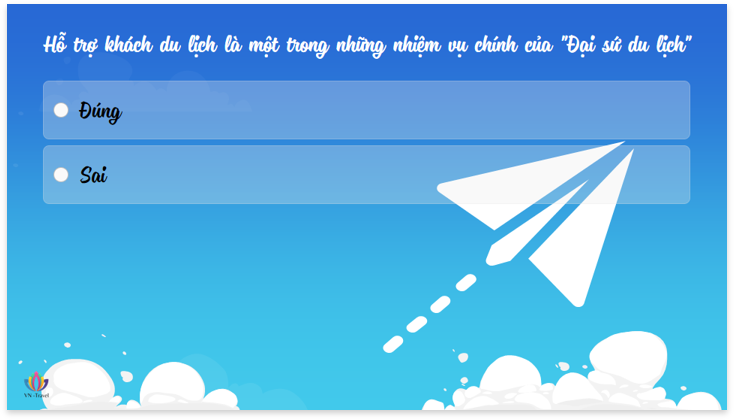 Hỗ trợ khách du lịch là một trong những nhiệm vụ chính của "Đại sứ du lịch"
Đúng
Sai
VN-Travel